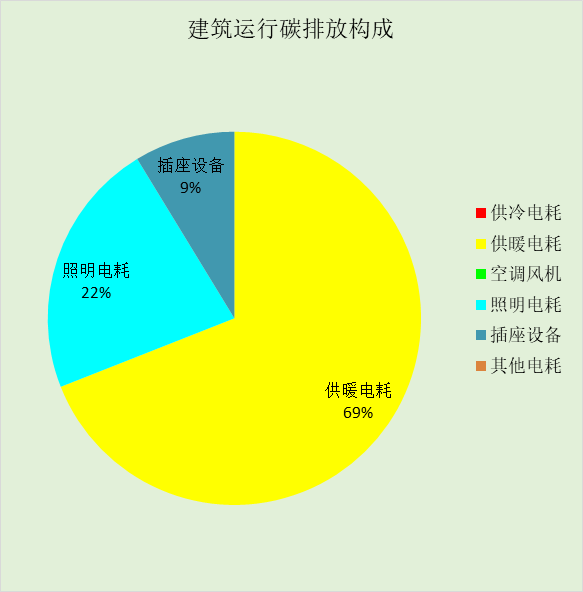 建筑运行碳排放构成
插座设备
9%
照明电耗
22%
供暖电耗
69%
供冷电耗
供暖电耗
空调风机
照明电耗
插座设备
其他电耗